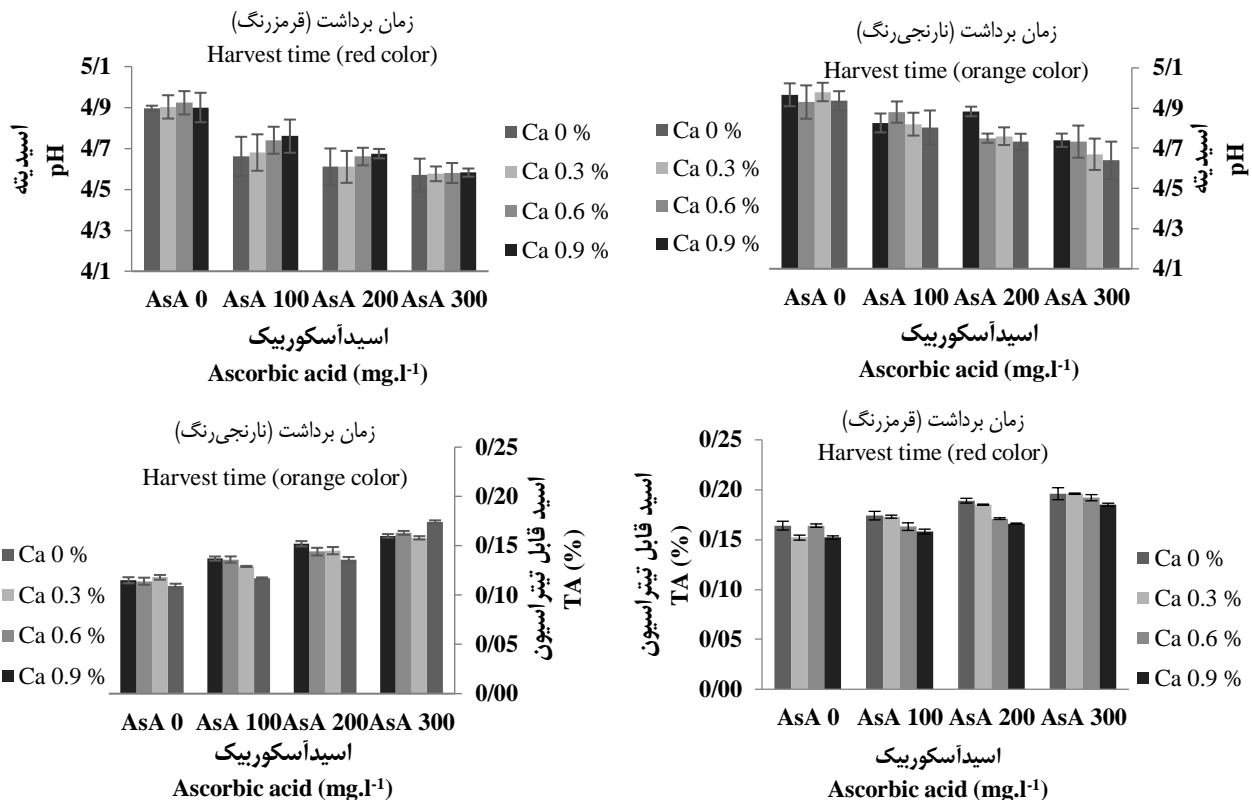 زمان برداشت (قرمزرنگ)
Harvest time (red color)
5/1
4/9
4/7
4/5
4/3
4/1
اسیدیته
pH
Ca 0 %
Ca 0.3 %
Ca 0.6 %
Ca 0.9 %
AsA 0 AsA 100 AsA 200 AsA 300
اسیدآسکوربیک
Ascorbic acid (mg.l-1)
زمان برداشت (نارنجی‌رنگ)
Harvest time (orange color)
5/1
4/9
4/7
4/5
4/3
4/1
اسیدیته
pH
Ca 0 %
Ca 0.3 %
Ca 0.6 %
Ca 0.9 %
AsA 0 AsA 100 AsA 200 AsA 300
اسیدآسکوربیک
Ascorbic acid (mg.l-1)
زمان برداشت (نارنجی‌رنگ)
Harvest time (orange color)
0/25
0/20
0/15
0/10
0/05
0/00
اسید قابل تیتراسیون
TA (%)
Ca 0 %
Ca 0.3 %
Ca 0.6 %
Ca 0.9 %
AsA 0 AsA 100 AsA 200 AsA 300
اسیدآسکوربیک
Ascorbic acid (mg.l-1)
زمان برداشت (قرمزرنگ)
Harvest time (red color)
0/25
0/20
0/15
0/10
0/05
0/00
اسید قابل تیتراسیون
TA (%)
Ca 0 %
Ca 0.3 %
Ca 0.6 %
Ca 0.9 %
AsA 0 AsA 100 AsA 200 AsA 300
اسیدآسکوربیک
Ascorbic acid (mg.l-1)